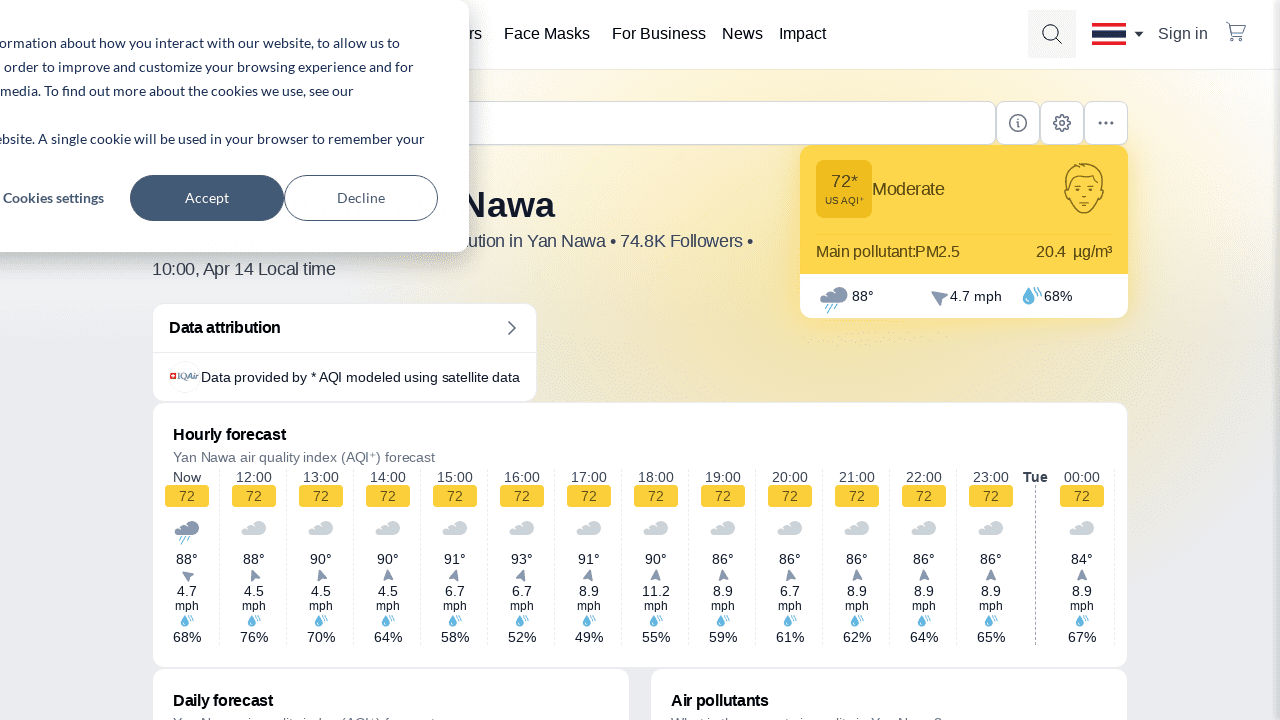 ormation about how you interact with our website, to allow us to
order to improve and customize your browsing experience and for
media. To find out more about the cookies we use, see our
ebsite. A single cookie will be used in your browser to remember your
Cookies settings
Accept
Decline
rs
Face Masks
For Business
News
Impact
Sign in
Nawa
ution in Yan Nawa • 74.8K Followers •
10:00, Apr 14 Local time
72*
US AQI⁺
Moderate
Main pollutant:PM2.5
20.4 µg/m³
88°
4.7 mph
68%
Data attribution
IQAir
Data provided by * AQI modeled using satellite data
Hourly forecast
Yan Nawa air quality index (AQI⁺) forecast
Now 12:00 13:00 14:00 15:00 16:00 17:00 18:00 19:00 20:00 21:00 22:00 23:00 Tue 00:00
72 72 72 72 72 72 72 72 72 72 72 72 72 72
88° 88° 90° 90° 91° 93° 91° 90° 86° 86° 86° 86° 86° 84°
4.7 4.5 4.5 4.5 6.7 6.7 8.9 11.2 8.9 6.7 8.9 8.9 8.9 8.9
mph mph mph mph mph mph mph mph mph mph mph mph mph mph
68% 76% 70% 64% 58% 52% 49% 55% 59% 61% 62% 64% 65% 67%
Daily forecast
Air pollutants